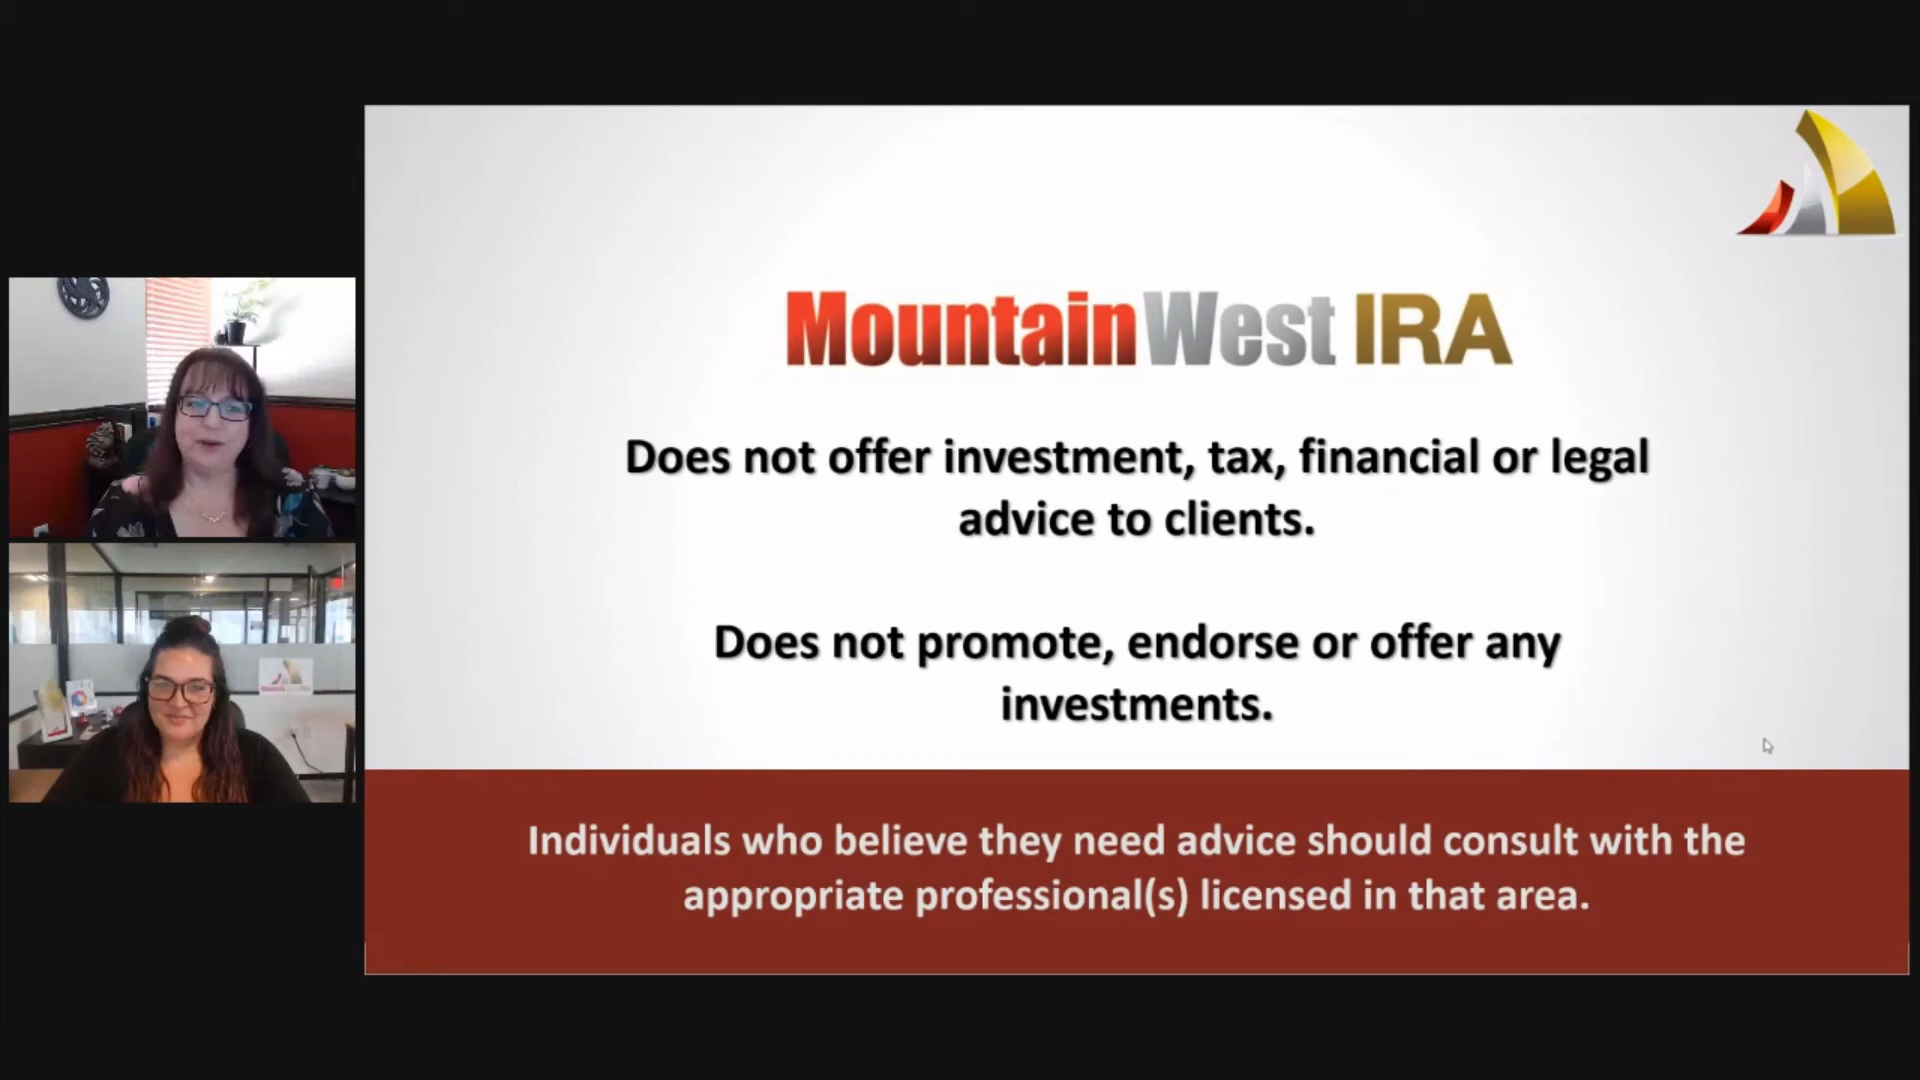 MountainWest IRA
Does not offer investment, tax, financial or legal
advice to clients.
Does not promote, endorse or offer any
investments.
Individuals who believe they need advice should consult with the
appropriate professional(s) licensed in that area.